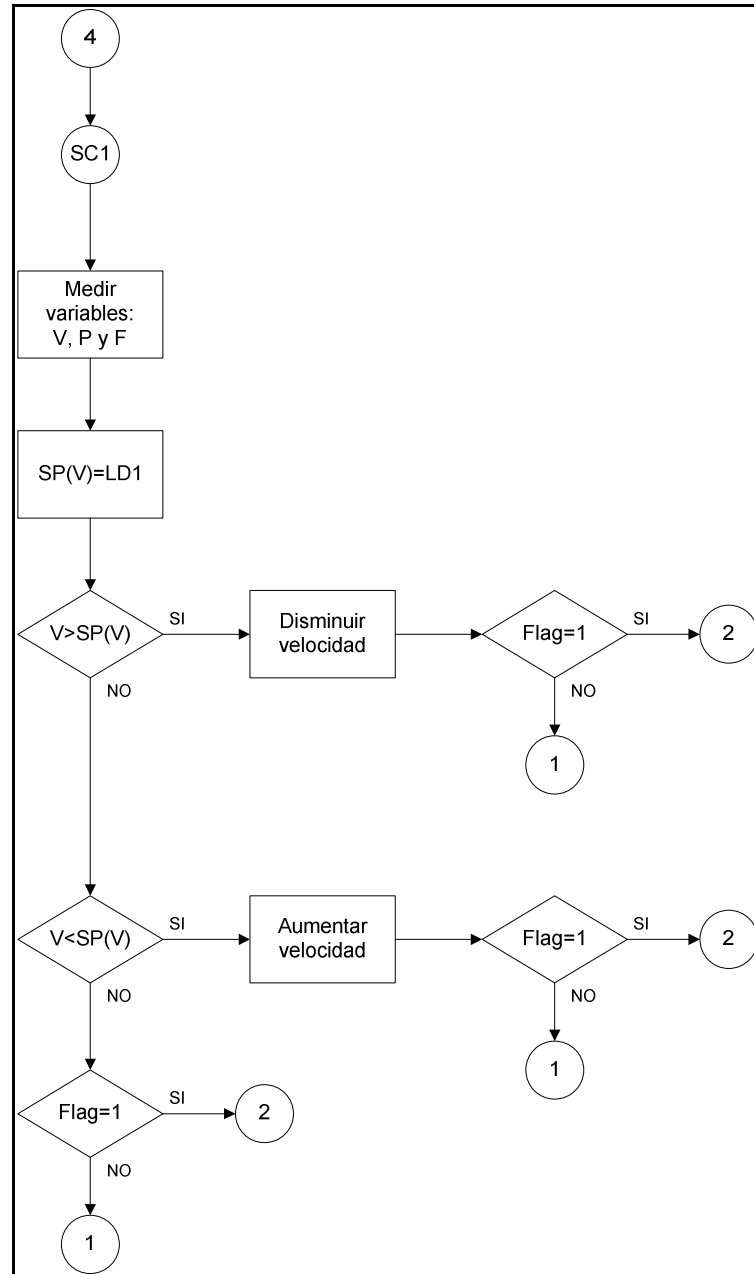 4
SC1
Medir
variables:
V, P y F
SP(V)=LD1
V>SP(V)
SI
Disminuir
velocidad
Flag=1
SI
2
NO
NO
1
V<SP(V)
SI
Aumentar
velocidad
Flag=1
SI
2
NO
NO
1
Flag=1
SI
2
NO
1